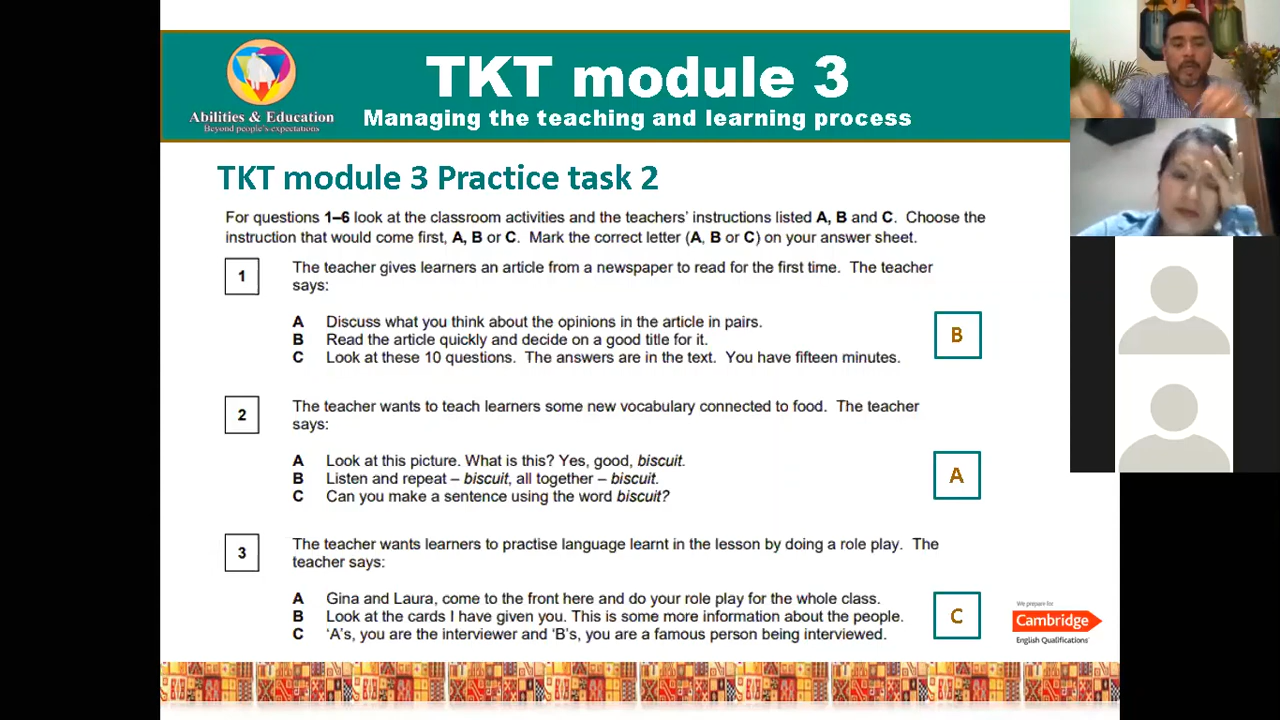 TKT module 3
Managing the teaching and learning process
Abilities & Education
Beyond people's expectations
TKT module 3 Practice task 2
For questions 1–6 look at the classroom activities and the teachers' instructions listed A, B and C. Choose the
instruction that would come first, A, B or C. Mark the correct letter (A, B or C) on your answer sheet.
1 The teacher gives learners an article from a newspaper to read for the first time. The teacher
says:
A Discuss what you think about the opinions in the article in pairs.
B Read the article quickly and decide on a good title for it.
C Look at these 10 questions. The answers are in the text. You have fifteen minutes.
B
2 The teacher wants to teach learners some new vocabulary connected to food. The teacher
says:
A Look at this picture. What is this? Yes, good, biscuit.
B Listen and repeat – biscuit, all together – biscuit.
C Can you make a sentence using the word biscuit?
A
3 The teacher wants learners to practise language learnt in the lesson by doing a role play. The
teacher says:
A Gina and Laura, come to the front here and do your role play for the whole class.
B Look at the cards I have given you. This is some more information about the people.
C 'A's, you are the interviewer and 'B's, you are a famous person being interviewed.
C
We prepare for:
Cambridge
English Qualifications